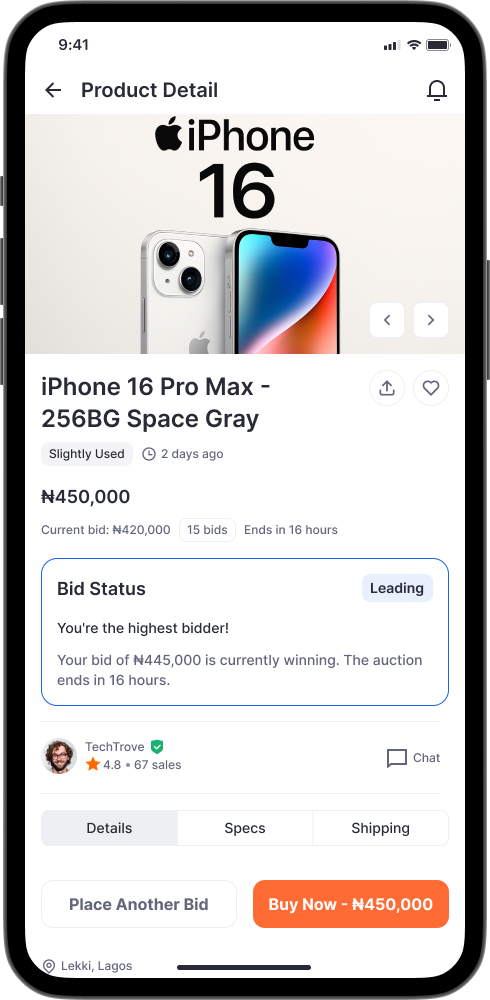 9:41
Product Detail
iPhone
16
iPhone 16 Pro Max -
256BG Space Gray
Slightly Used 2 days ago
₦450,000
Current bid: ₦420,000 15 bids Ends in 16 hours
Bid Status Leading
You're the highest bidder!
Your bid of ₦445,000 is currently winning. The auction
ends in 16 hours.
TechTrove
4.8 • 67 sales
Chat
Details Specs Shipping
Place Another Bid Buy Now - ₦450,000
Lekki, Lagos